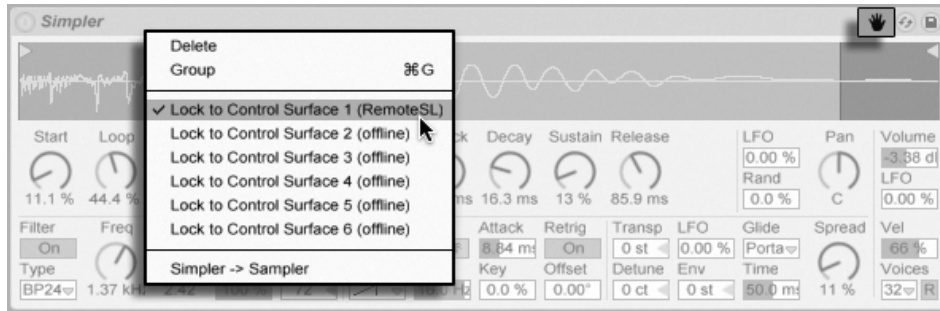 Simpler
Delete
Group ⌘G
✓ Lock to Control Surface 1 (RemoteSL)
Lock to Control Surface 2 (offline)
Lock to Control Surface 3 (offline)
Lock to Control Surface 4 (offline)
Lock to Control Surface 5 (offline)
Lock to Control Surface 6 (offline)
Simpler -> Sampler
Start Loop Decay Sustain Release LFO Pan Volume
0.00 % -3.38
Rand LFO
11.1 % 44.4 ms 16.3 ms 13 % 85.9 ms 0.0 % C 0.00 %
Filter Freq Attack Retrig Transp LFO Glide Spread Vel
On 8.84 On 0 st 0.00 % Porta 66 %
Type Key Offset Detune Env Time Voices
BP24 1.37 2.42 100 % 72 0.0 % 0.00° 0 ct 0 st 50.0 11 % 32 R